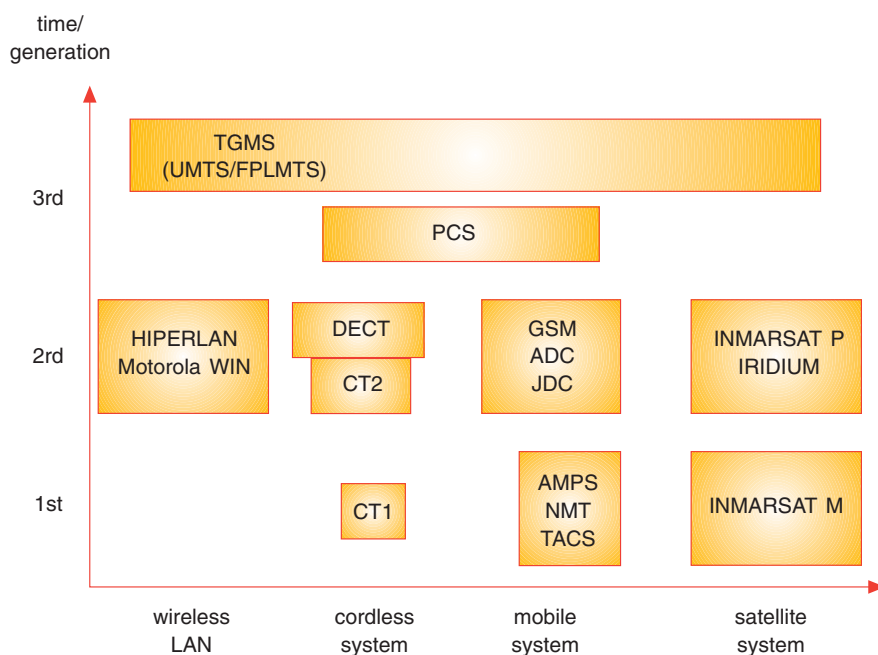 time/
generation
TGMS
(UMTS/FPLMTS)
3rd
PCS
HIPERLAN
Motorola WIN
DECT
CT2
GSM
ADC
JDC
INMARSAT P
IRIDIUM
2rd
AMPS
NMT
TACS
CT1
INMARSAT M
1st
wireless
LAN
cordless
system
mobile
system
satellite
system